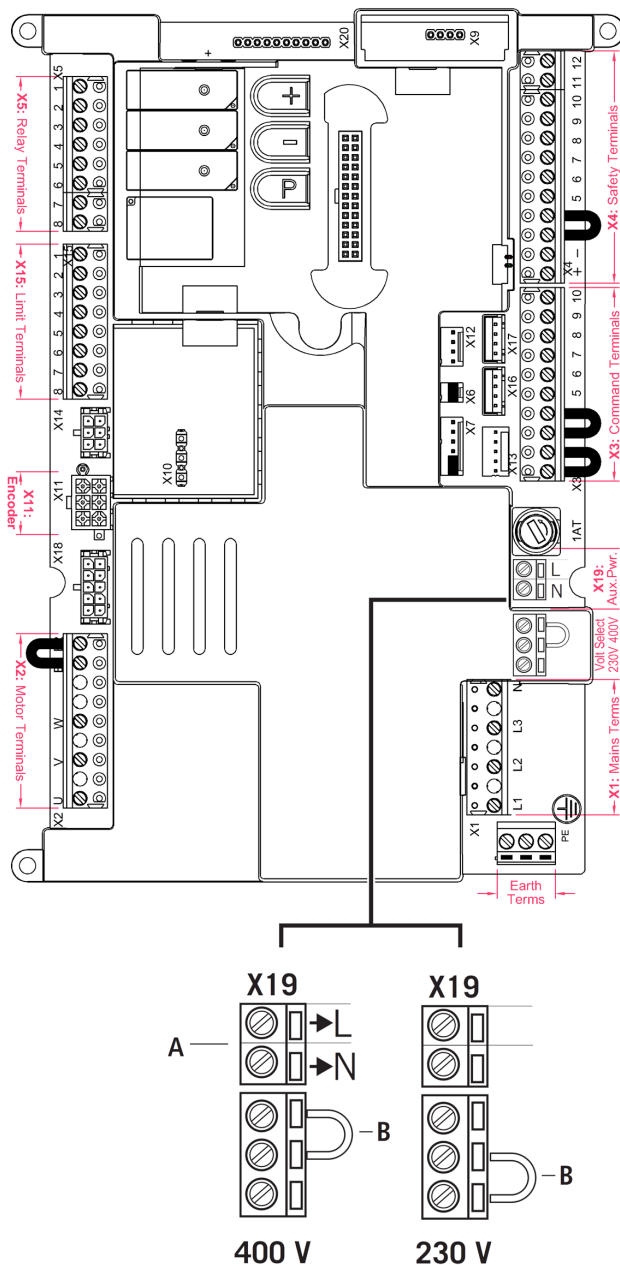 X20
X9
+
X5
1
2
3
4
5
6
7
8
X5: Relay Terminals
+
-
P
12
11
10
9
8
7
6
5
X4
+ -
X4: Safety Terminals
X15
1
2
3
4
5
6
7
8
X15: Limit Terminals
10
9
8
7
6
5
X3
X3: Command Terminals
X12
X17
X6
X16
X7
X13
X14
X10
X11
X11:
Encoder
X18
1AT
L
N
X19:
Aux.Pwr.
Volt Select
230V 400V
X2: Motor Terminals
W
V
U
X2
N
L3
L2
L1
X1
X1: Mains Terms
PE
Earth
Terms
X19
X19
A
L
N
B
B
400 V
230 V